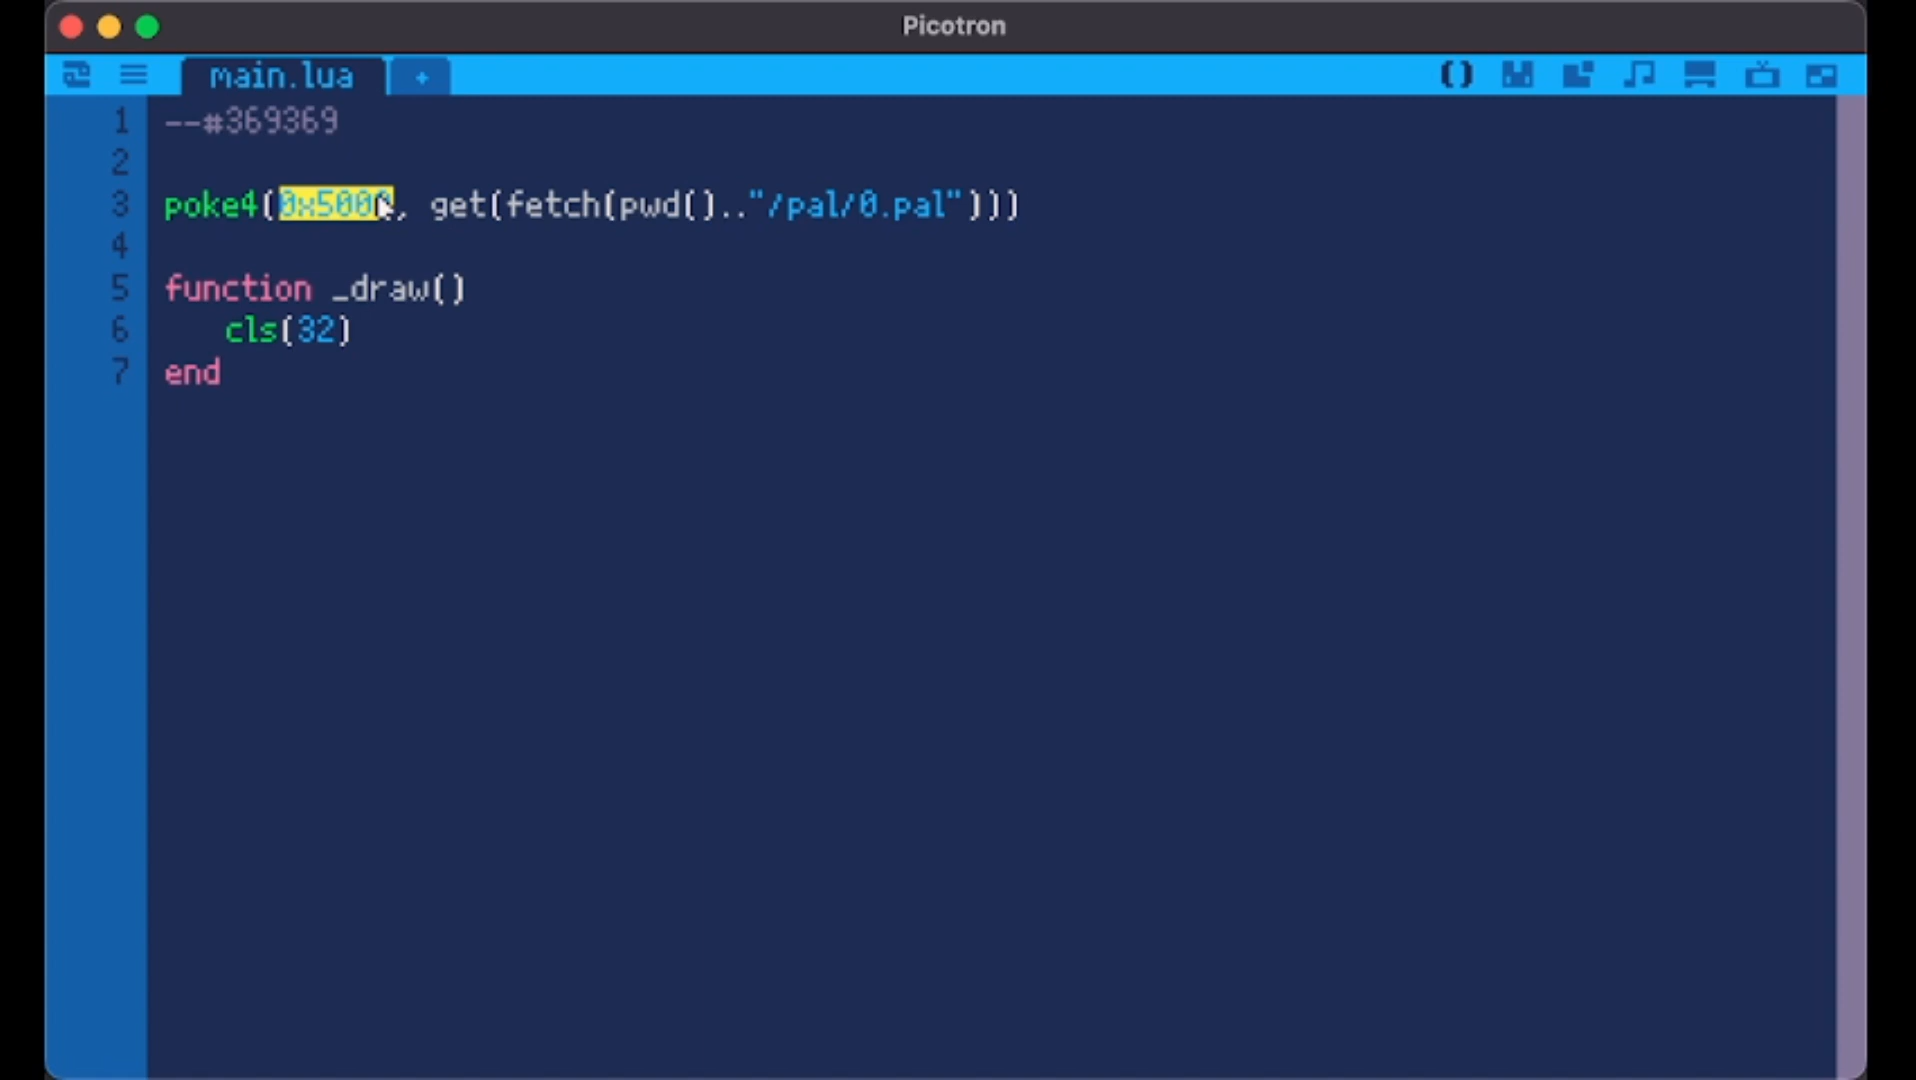 Picotron
main.lua +
1 --#369369
2
3 poke4(0x5000, get(fetch(pwd().."/pal/0.pal")))
4
5 function _draw()
6 cls(32)
7 end